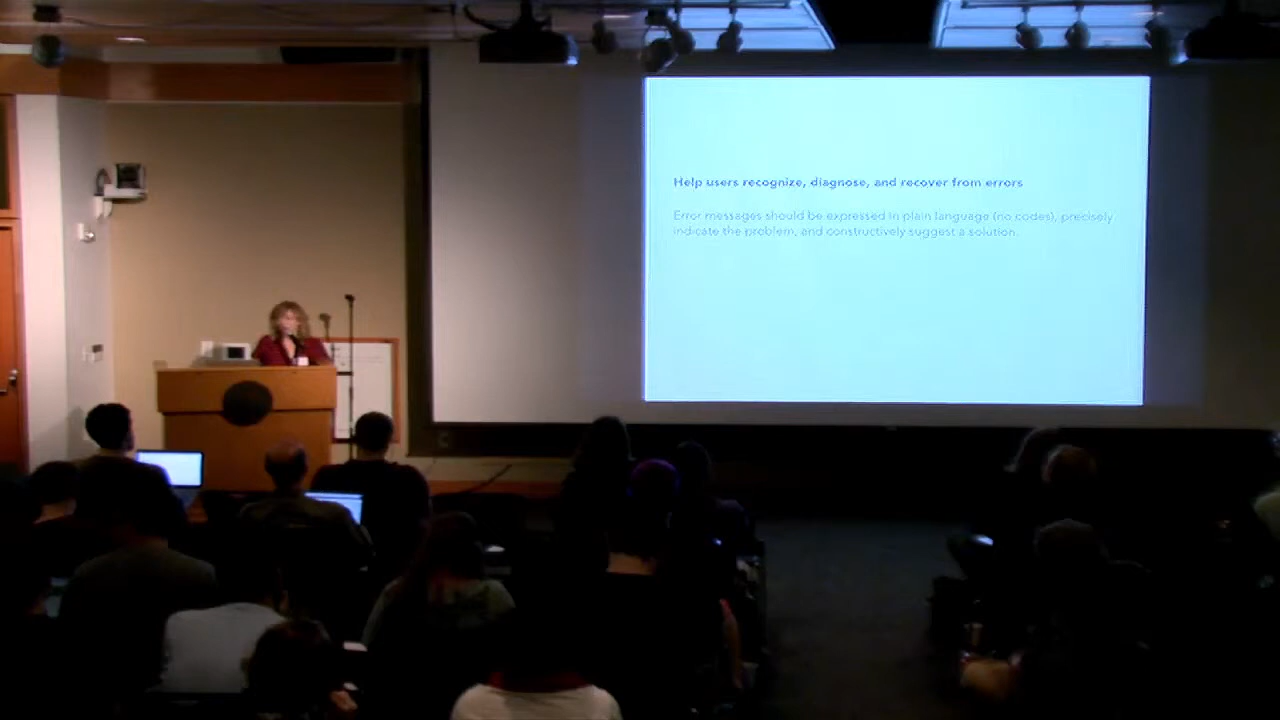 Help users recognize, diagnose, and recover from errors
Error messages should be expressed in plain language (no codes), precisely
indicate the problem, and constructively suggest a solution.